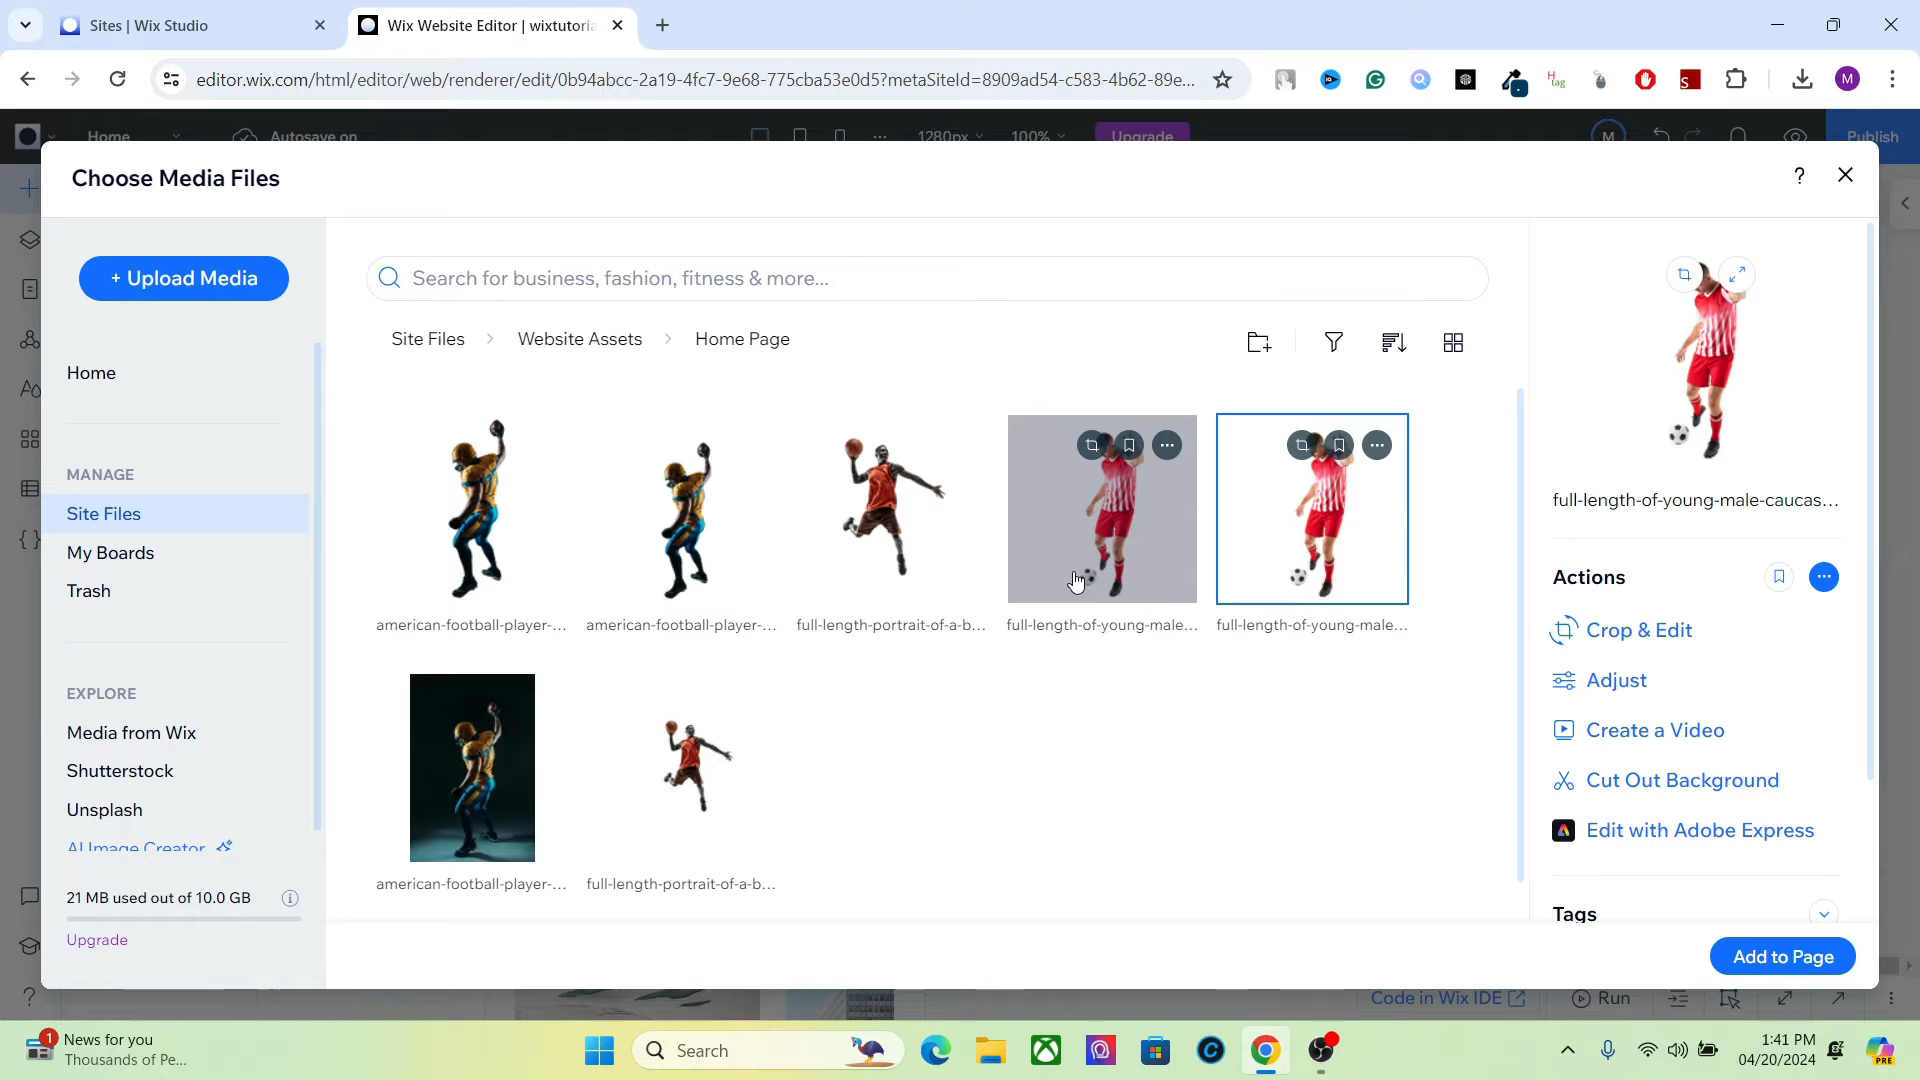 Sites | Wix Studio
Wix Website Editor | wixtutoria
editor.wix.com/html/editor/web/renderer/edit/0b94abcc-2a19-4fc7-9e68-775cba53e0d5?metaSiteId=8909ad54-c583-4b62-89e...
Htag
S
M
Home
Autosave on
1280px
100%
Upgrade
M
Publish
Choose Media Files
?
+ Upload Media
Search for business, fashion, fitness & more...
Site Files > Website Assets > Home Page
Home
MANAGE
Site Files
My Boards
Trash
EXPLORE
Media from Wix
Shutterstock
Unsplash
AI Image Creator
21 MB used out of 10.0 GB
Upgrade
american-football-player-...
american-football-player-...
full-length-portrait-of-a-b...
full-length-of-young-male...
full-length-of-young-male...
american-football-player-...
full-length-portrait-of-a-b...
full-length-of-young-male-caucas...
Actions
Crop & Edit
Adjust
Create a Video
Cut Out Background
Edit with Adobe Express
Tags
Add to Page
Code in Wix IDE
Run
1
News for you
Thousands of Pe...
Search
1:41 PM
04/20/2024
PRE